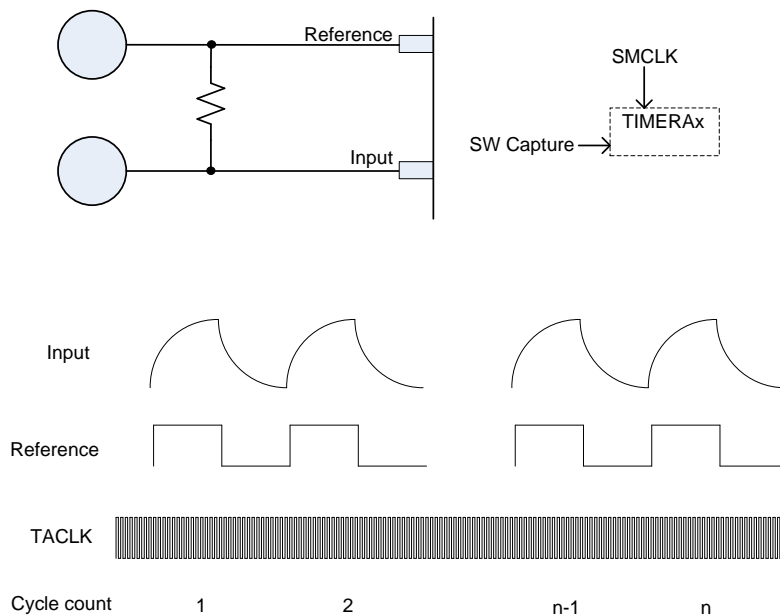 Reference
SMCLK
TIMERAx
SW Capture
Input
Input
Reference
TACLK
Cycle count 1 2 n-1 n